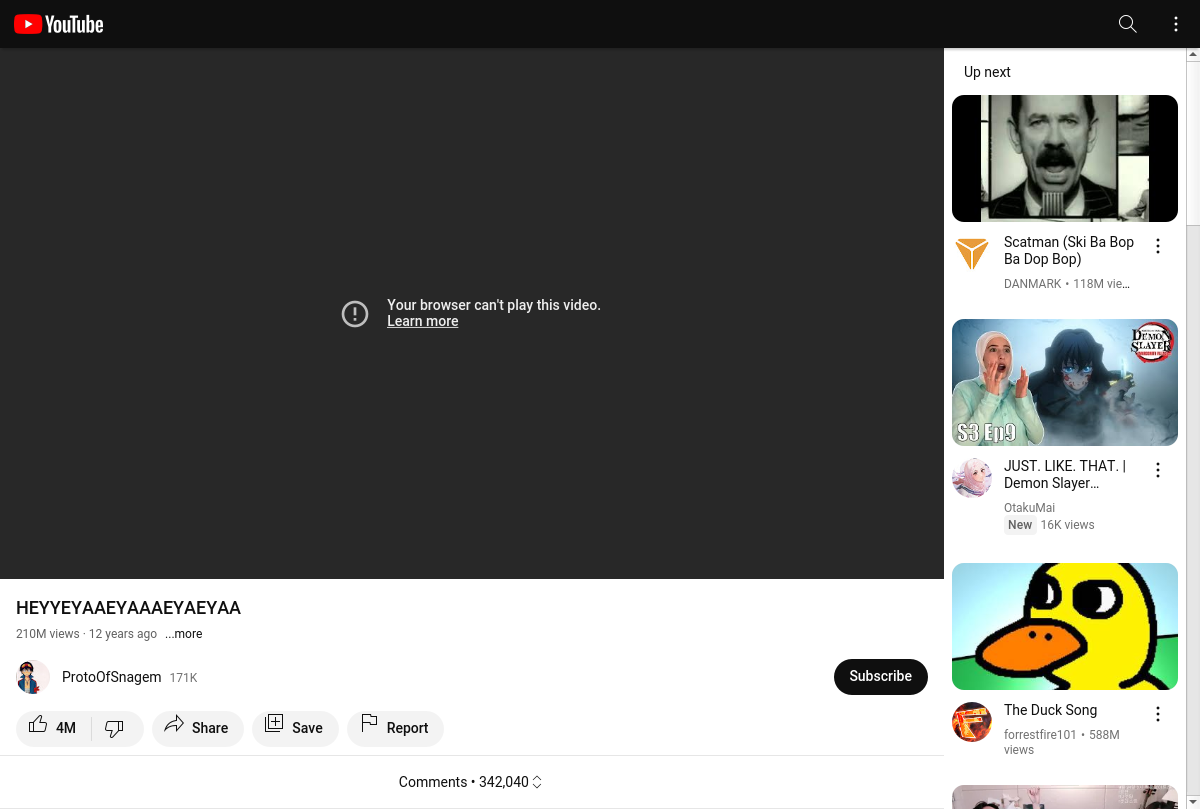 YouTube
Your browser can't play this video.
Learn more
HEYYEYAAEYAAAEYAEYAA
210M views · 12 years ago ...more
ProtoOfSnagem 171K
Subscribe
4M
Share
Save
Report
Comments • 342,040
Up next
Scatman (Ski Ba Bop
Ba Dop Bop)
DANMARK • 118M vie...
DEMON
SLAYER
S3 Ep9
JUST. LIKE. THAT. |
Demon Slayer...
OtakuMai
New 16K views
The Duck Song
forrestfire101 • 588M
views